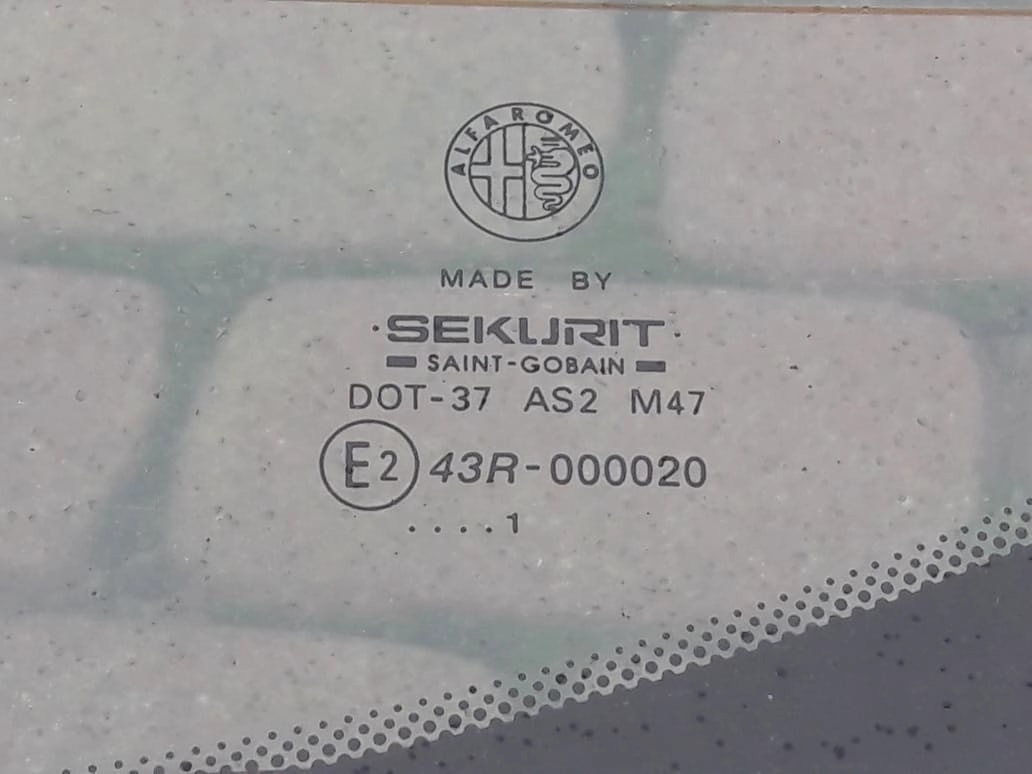 ALFA ROMEO
MADE BY
·SEKURIT·
SAINT-GOBAIN
DOT-37 AS2 M47
E2 43R-000020
....1